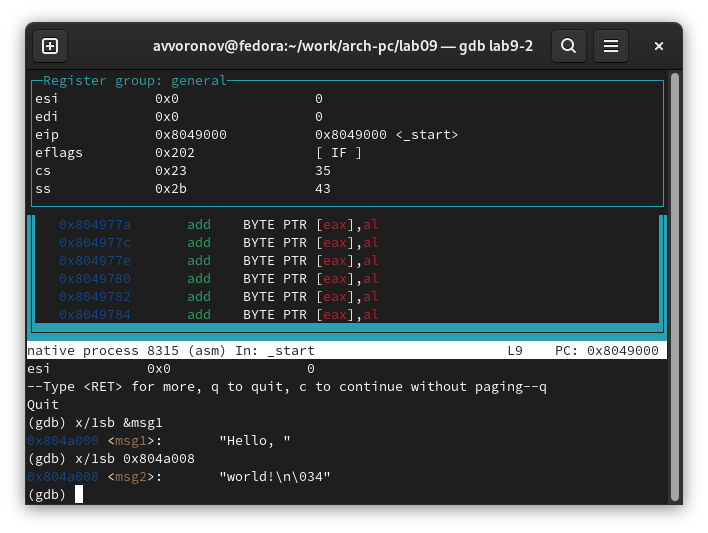 avvoronov@fedora:~/work/arch-pc/lab09 — gdb lab9-2
Register group: general
esi 0x0 0
edi 0x0 0
eip 0x8049000 0x8049000 <_start>
eflags 0x202 [ IF ]
cs 0x23 35
ss 0x2b 43
0x804977a add BYTE PTR [eax],al
0x804977c add BYTE PTR [eax],al
0x804977e add BYTE PTR [eax],al
0x8049780 add BYTE PTR [eax],al
0x8049782 add BYTE PTR [eax],al
0x8049784 add BYTE PTR [eax],al
native process 8315 (asm) In: _start L9 PC: 0x8049000
esi 0x0 0
--Type <RET> for more, q to quit, c to continue without paging--q
Quit
(gdb) x/1sb &msg1
0x804a000 <msg1>: "Hello, "
(gdb) x/1sb 0x804a008
0x804a008 <msg2>: "world!\n\034"
(gdb)